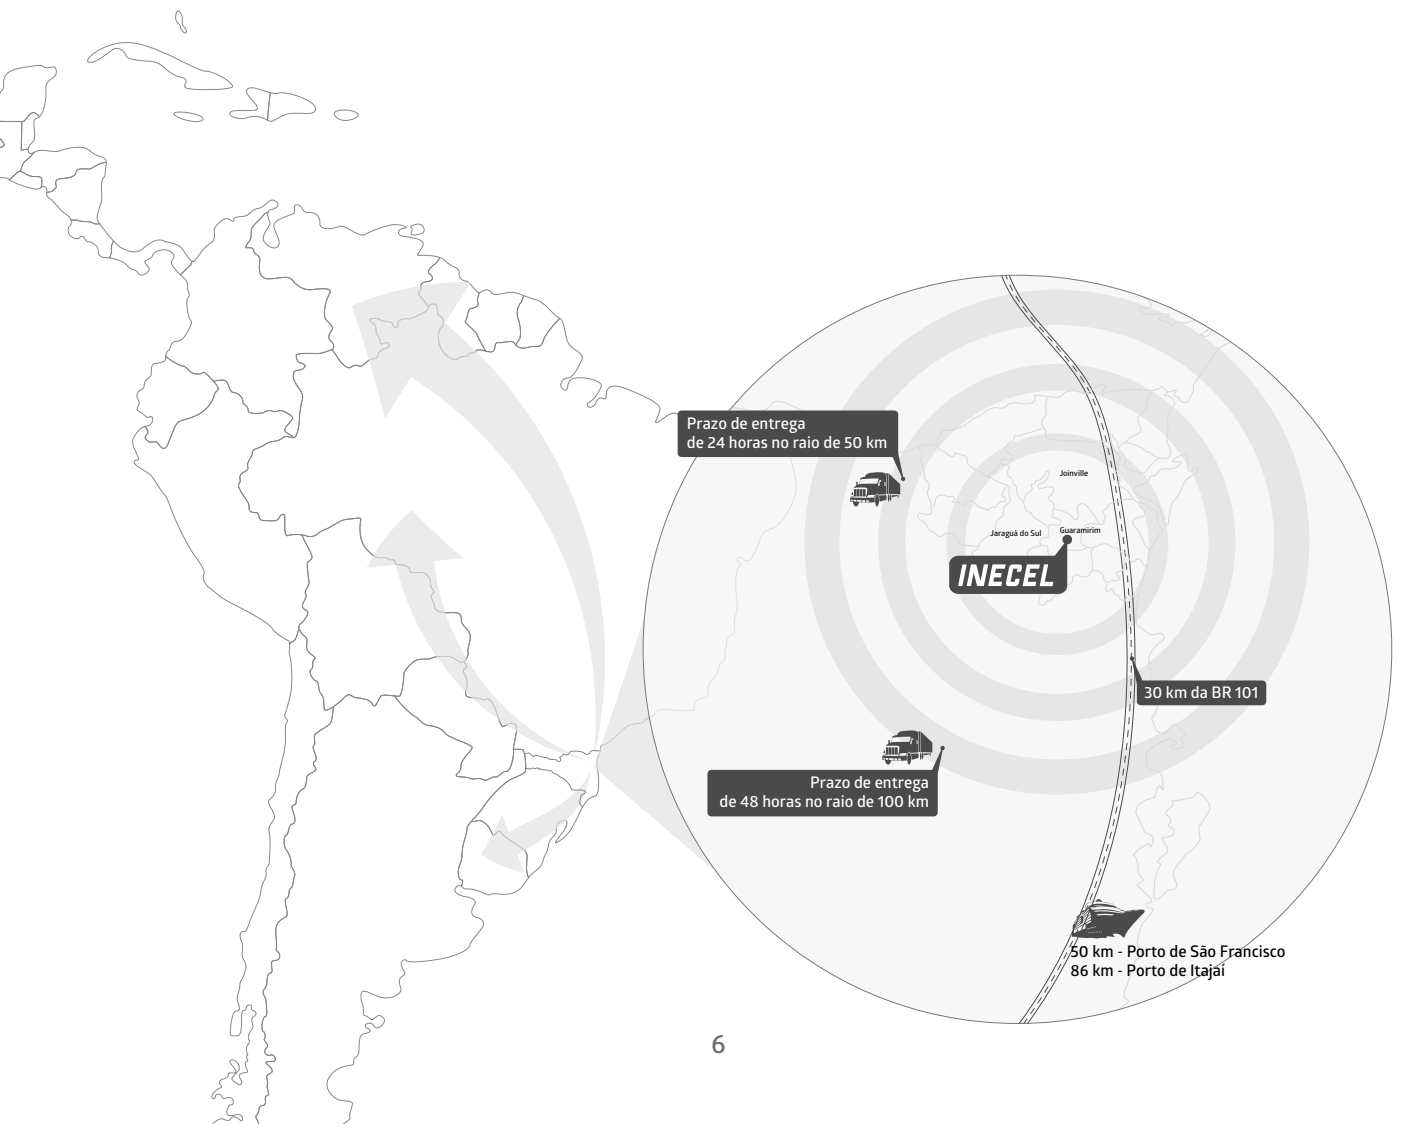 Prazo de entrega
de 24 horas no raio de 50 km
Joinville
Jaraguá do Sul
Guaramirim
INECEL
30 km da BR 101
Prazo de entrega
de 48 horas no raio de 100 km
50 km - Porto de São Francisco
86 km - Porto de Itajaí
6